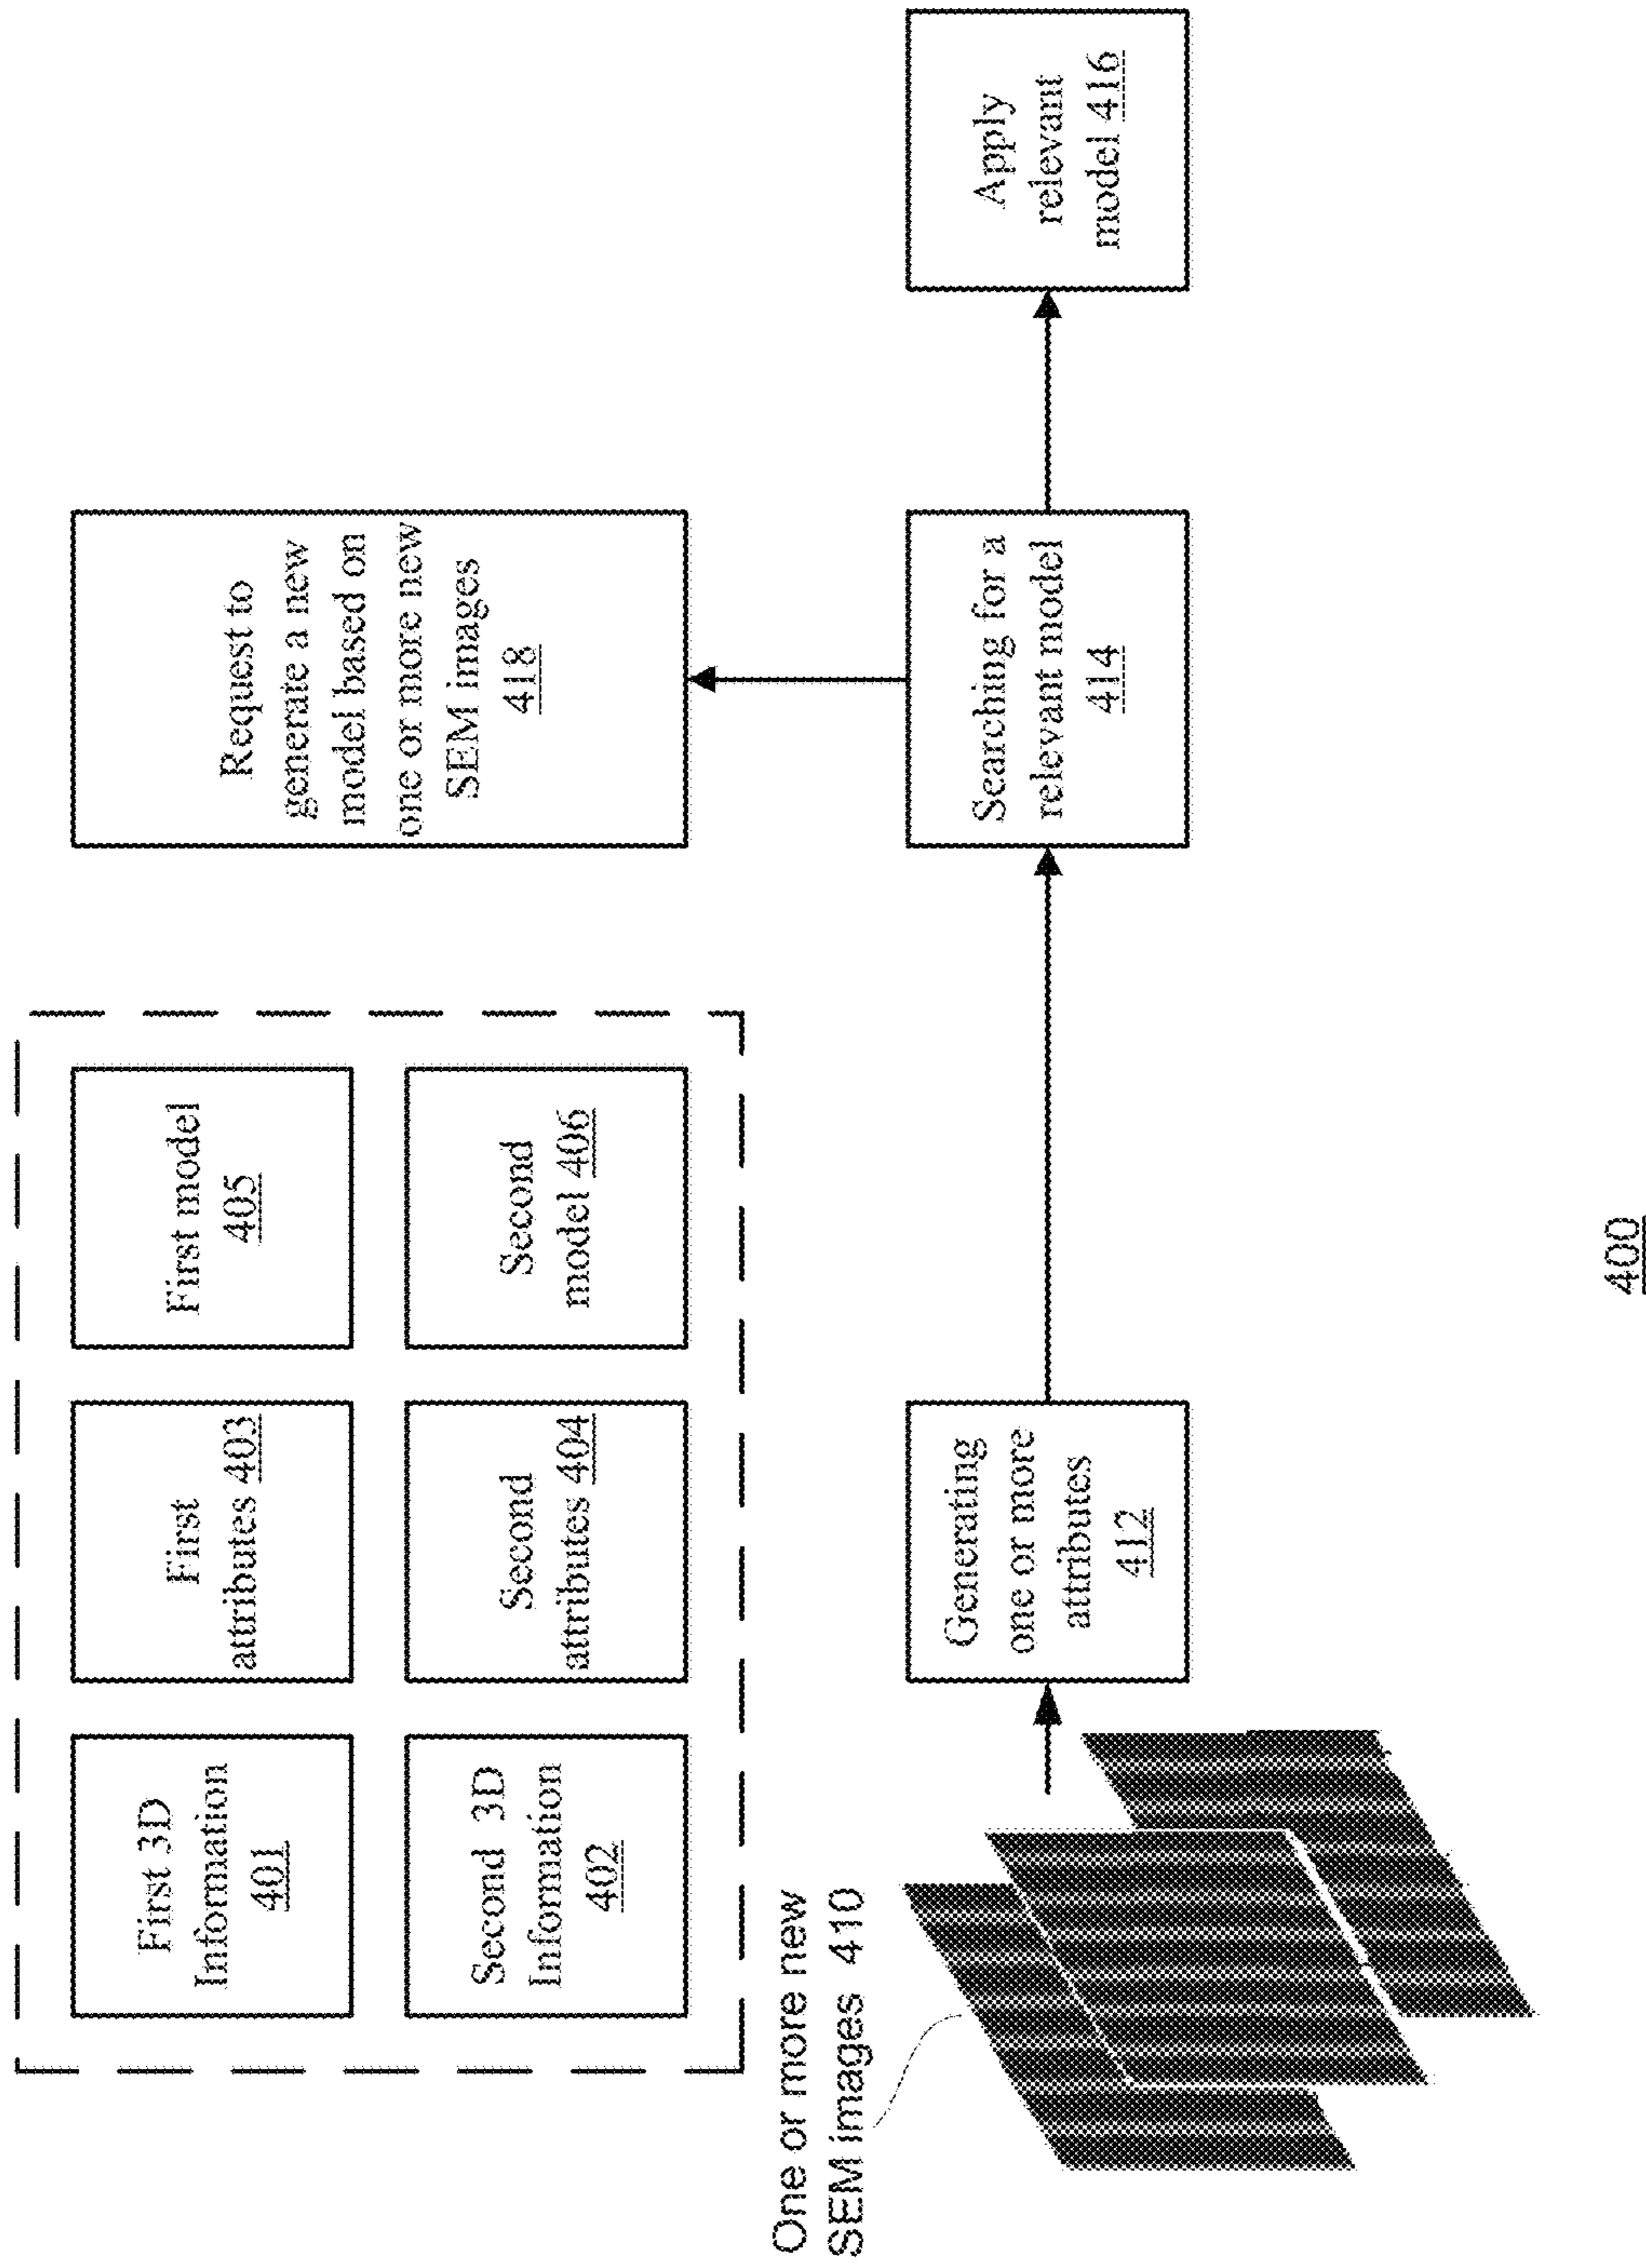 First 3D
Information
401
First
attributes 403
First model
405
Second 3D
Information
402
Second
attributes 404
Second
model 406
Request to
generate a new
model based on
one or more new
SEM images
418
One or more new
SEM images 410
Generating
one or more
attributes
412
Searching for a
relevant model
414
Apply
relevant
model 416
400